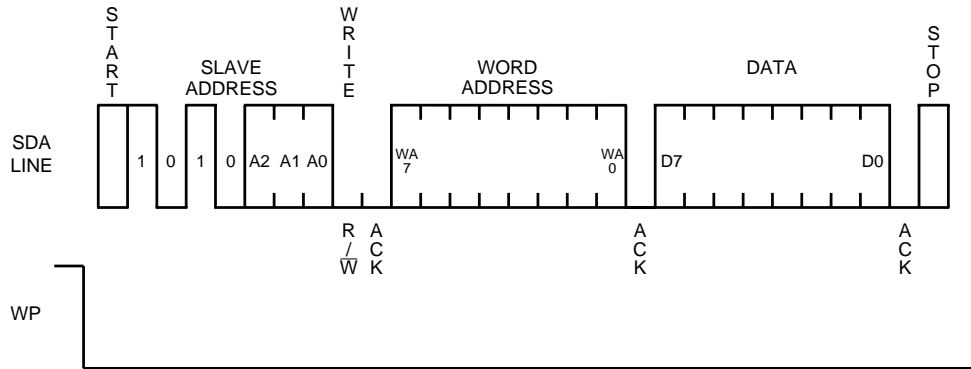 START
WRITE
STOP
SLAVE
ADDRESS
WORD
ADDRESS
DATA
SDA
LINE
1 0 1 0 A2 A1 A0
WA
7
WA
0
D7 D0
R/W
ACK
ACK
ACK
WP